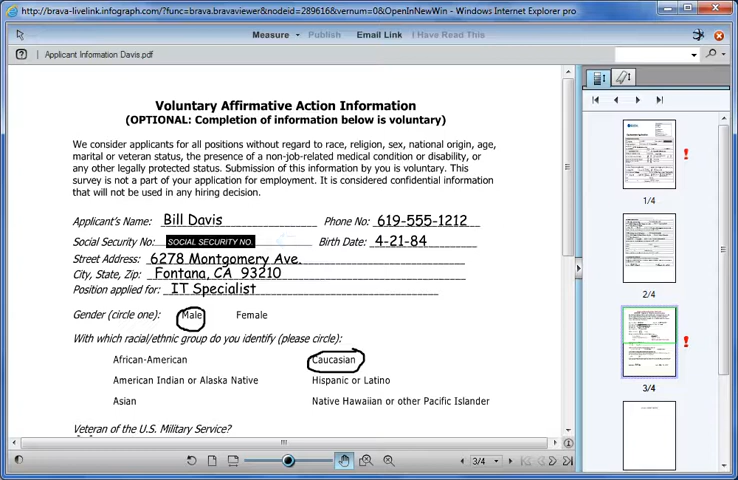 http://brava-livelink.infograph.com/?func=brava.bravaviewer&nodeid=289616&vernum=0&OpenInNewWin - Windows Internet Explorer pro
Measure Publish Email Link I Have Read This
Applicant Information Davis.pdf
Voluntary Affirmative Action Information
(OPTIONAL: Completion of information below is voluntary)
We consider applicants for all positions without regard to race, religion, sex, national origin, age,
marital or veteran status, the presence of a non-job-related medical condition or disability, or
any other legally protected status. Submission of this information by you is voluntary. This
survey is not a part of your application for employment. It is considered confidential information
that will not be used in any hiring decision.
Applicant's Name: Bill Davis Phone No: 619-555-1212
Social Security No: SOCIAL SECURITY NO. Birth Date: 4-21-84
Street Address: 6278 Montgomery Ave.
City, State, Zip: Fontana, CA 93210
Position applied for: IT Specialist
Gender (circle one): Male Female
With which racial/ethnic group do you identify (please circle):
African-American Caucasian
American Indian or Alaska Native Hispanic or Latino
Asian Native Hawaiian or other Pacific Islander
Veteran of the U.S. Military Service?
1/4
2/4
3/4
3/4